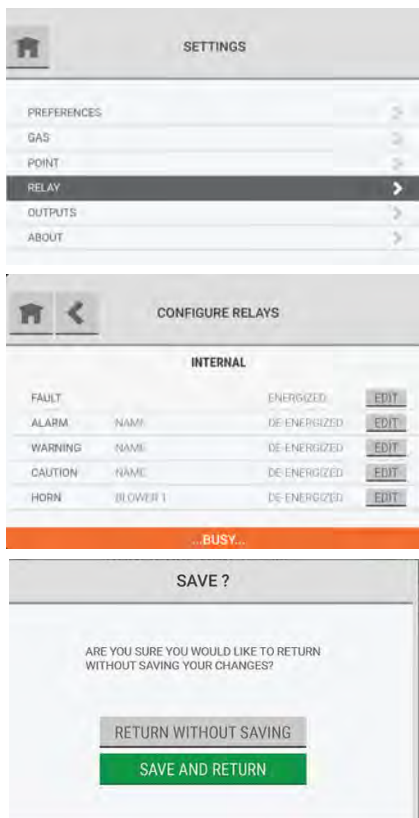 SETTINGS
PREFERENCES
GAS
POINT
RELAY
OUTPUTS
ABOUT
CONFIGURE RELAYS
INTERNAL
FAULT ENERGIZED EDIT
ALARM NAME DE-ENERGIZED EDIT
WARNING NAME DE-ENERGIZED EDIT
CAUTION NAME DE-ENERGIZED EDIT
HORN BLOWER 1 DE-ENERGIZED EDIT
...BUSY...
SAVE ?
ARE YOU SURE YOU WOULD LIKE TO RETURN
WITHOUT SAVING YOUR CHANGES?
RETURN WITHOUT SAVING
SAVE AND RETURN